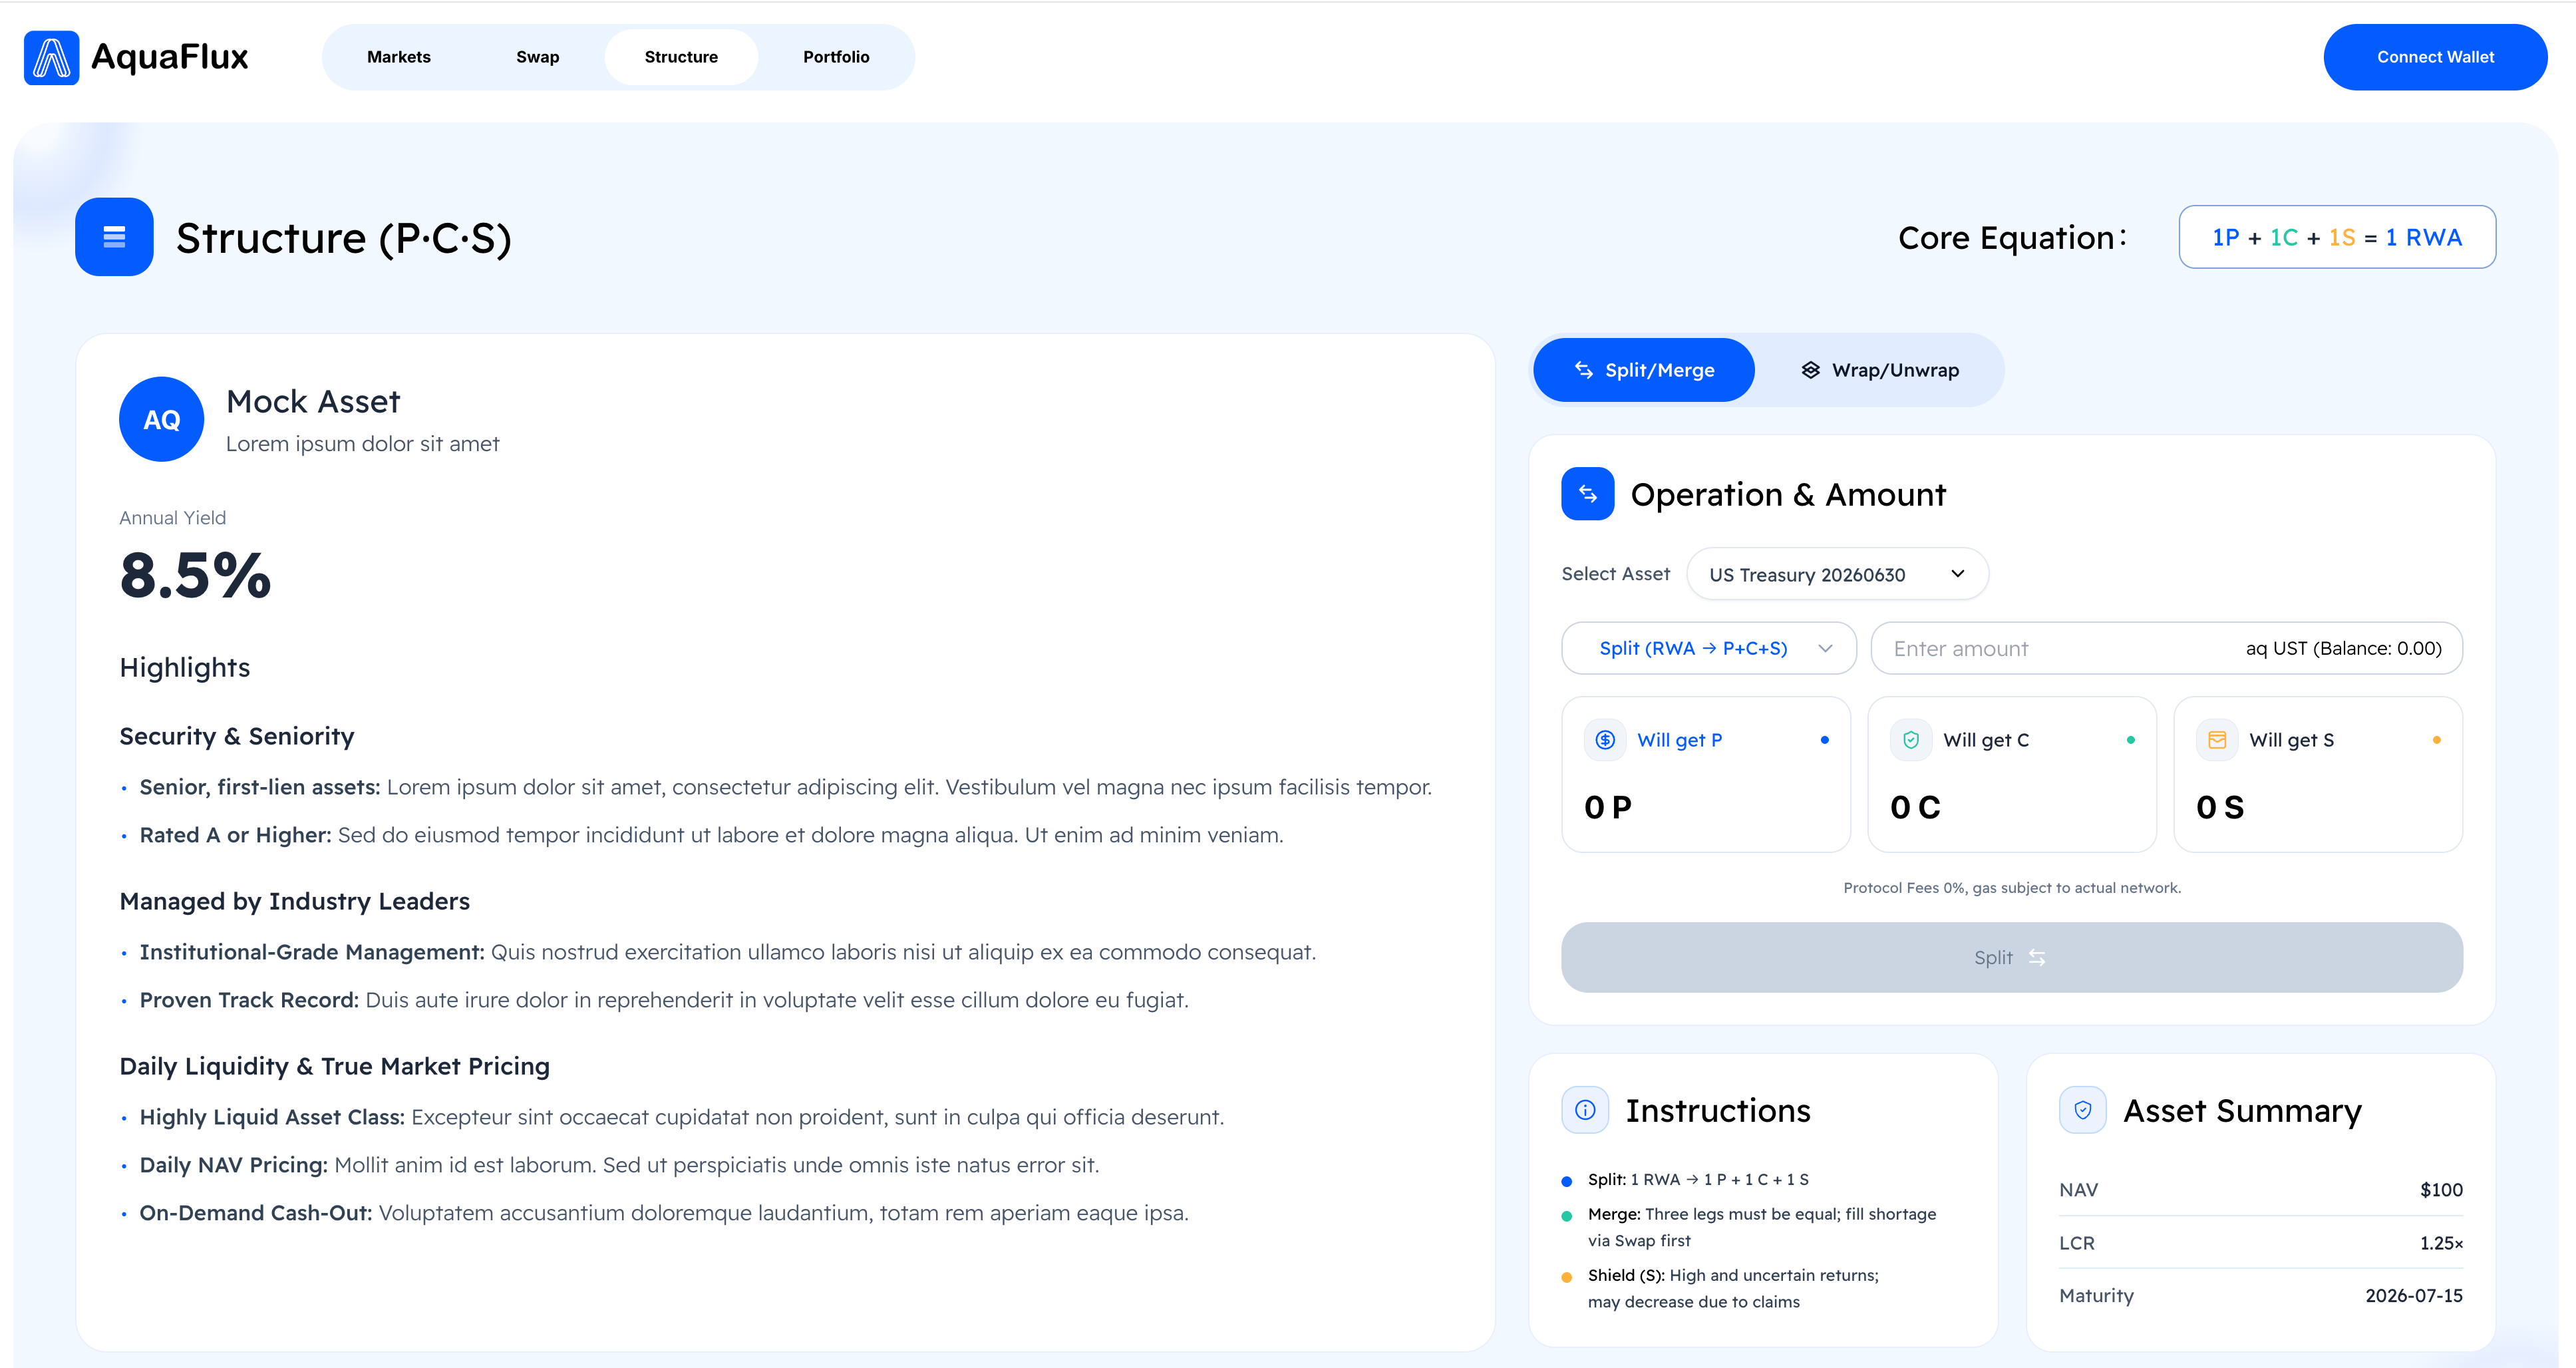 AquaFlux
Markets
Swap
Structure
Portfolio
Connect Wallet
Structure (P·C·S)
Core Equation:
1P + 1C + 1S = 1 RWA
AQ
Mock Asset
Lorem ipsum dolor sit amet
Annual Yield
8.5%
Highlights
Security & Seniority
• Senior, first-lien assets: Lorem ipsum dolor sit amet, consectetur adipiscing elit. Vestibulum vel magna nec ipsum facilisis tempor.
• Rated A or Higher: Sed do eiusmod tempor incididunt ut labore et dolore magna aliqua. Ut enim ad minim veniam.
Managed by Industry Leaders
• Institutional-Grade Management: Quis nostrud exercitation ullamco laboris nisi ut aliquip ex ea commodo consequat.
• Proven Track Record: Duis aute irure dolor in reprehenderit in voluptate velit esse cillum dolore eu fugiat.
Daily Liquidity & True Market Pricing
• Highly Liquid Asset Class: Excepteur sint occaecat cupidatat non proident, sunt in culpa qui officia deserunt.
• Daily NAV Pricing: Mollit anim id est laborum. Sed ut perspiciatis unde omnis iste natus error sit.
• On-Demand Cash-Out: Voluptatem accusantium doloremque laudantium, totam rem aperiam eaque ipsa.
Split/Merge
Wrap/Unwrap
Operation & Amount
Select Asset
US Treasury 20260630
Split (RWA → P+C+S)
Enter amount
aq UST (Balance: 0.00)
Will get P
0 P
Will get C
0 C
Will get S
0 S
Protocol Fees 0%, gas subject to actual network.
Split
Instructions
Split: 1 RWA → 1 P + 1 C + 1 S
Merge: Three legs must be equal; fill shortage
via Swap first
Shield (S): High and uncertain returns;
may decrease due to claims
Asset Summary
NAV $100
LCR 1.25×
Maturity 2026-07-15